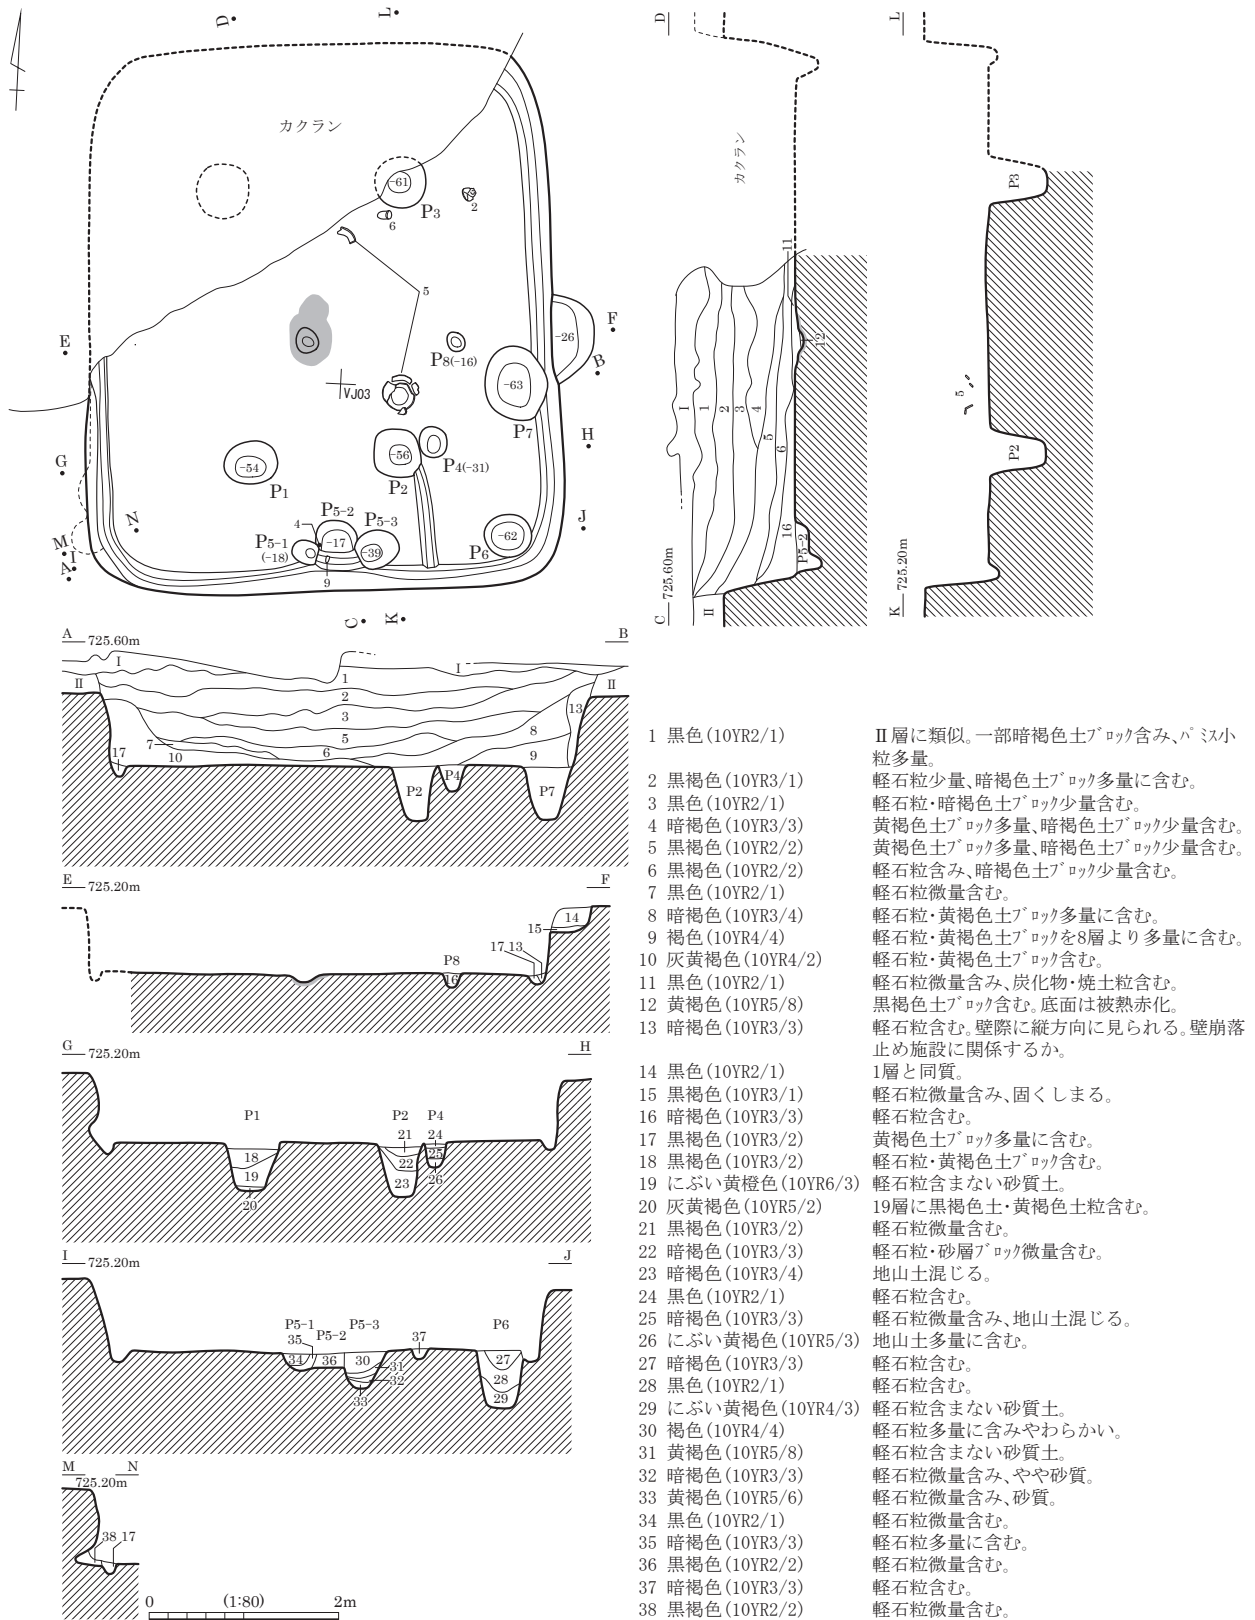 D
L
カクラン
-61
P3
2
6
5
E
F
-26
B
P8(-16)
VJ03
-63
P7
H
G
-54
P1
-56
P2
P4(-31)
N
P5-2
4
P5-3
J
P5-1
(-18)
-17
-39
P6
-62
M
I
A
9
C
K
D
カクラン
11
12
I
1
2
3
4
5
6
16
P5-2
II
C 725.60m
L
P3
5
P2
K 725.20m
A 725.60m
B
I
I
1
II
II
2
13
3
8
5
7
6
9
17
10
P4
P2
P7
E 725.20m
F
14
15
17 13
P8
16
G 725.20m
H
P1
P2
P4
21
24
18
25
22
19
23
26
20
I 725.20m
J
P5-1
P5-3
P6
35
P5-2
37
34
36
30
27
31
32
28
33
29
M
N
725.20m
38 17
0
(1:80)
2m
1 黒色(10YR2/1) Ⅱ層に類似。一部暗褐色土ブロック含み、パミス小
粒多量。
2 黒褐色(10YR3/1) 軽石粒少量、暗褐色土ブロック多量に含む。
3 黒色(10YR2/1) 軽石粒・暗褐色土ブロック少量含む。
4 暗褐色(10YR3/3) 黄褐色土ブロック多量、暗褐色土ブロック少量含む。
5 黒褐色(10YR2/2) 黄褐色土ブロック多量、暗褐色土ブロック少量含む。
6 黒褐色(10YR2/2) 軽石粒含み、暗褐色土ブロック少量含む。
7 黒色(10YR2/1) 軽石粒微量含む。
8 暗褐色(10YR3/4) 軽石粒・黄褐色土ブロック多量に含む。
9 褐色(10YR4/4) 軽石粒・黄褐色土ブロックを8層より多量に含む。
10 灰黄褐色(10YR4/2) 軽石粒・黄褐色土ブロック含む。
11 黒色(10YR2/1) 軽石粒微量含み、炭化物・焼土粒含む。
12 黄褐色(10YR5/8) 黒褐色土ブロック含む。底面は被熱赤化。
13 暗褐色(10YR3/3) 軽石粒含む。壁際に縦方向に見られる。壁崩落
止め施設に関係するか。
14 黒色(10YR2/1) 1層と同質。
15 黒褐色(10YR3/1) 軽石粒微量含み、固くしまる。
16 暗褐色(10YR3/3) 軽石粒含む。
17 黒褐色(10YR3/2) 黄褐色土ブロック多量に含む。
18 黒褐色(10YR3/2) 軽石粒・黄褐色土ブロック含む。
19 にぶい黄橙色(10YR6/3) 軽石粒含まない砂質土。
20 灰黄褐色(10YR5/2) 19層に黒褐色土・黄褐色土粒含む。
21 黒褐色(10YR3/2) 軽石粒微量含む。
22 暗褐色(10YR3/3) 軽石粒・砂層ブロック微量含む。
23 暗褐色(10YR3/4) 地山土混じる。
24 黒色(10YR2/1) 軽石粒含む。
25 暗褐色(10YR3/3) 軽石粒微量含み、地山土混じる。
26 にぶい黄褐色(10YR5/3) 地山土多量に含む。
27 暗褐色(10YR3/3) 軽石粒含む。
28 黒色(10YR2/1) 軽石粒含む。
29 にぶい黄褐色(10YR4/3) 軽石粒含まない砂質土。
30 褐色(10YR4/4) 軽石粒多量に含みやわらかい。
31 黄褐色(10YR5/8) 軽石粒含まない砂質土。
32 暗褐色(10YR3/3) 軽石粒微量含み、やや砂質。
33 黄褐色(10YR5/6) 軽石粒微量含み、砂質。
34 黒色(10YR2/1) 軽石粒微量含む。
35 暗褐色(10YR3/3) 軽石粒多量に含む。
36 黒褐色(10YR2/2) 軽石粒微量含む。
37 暗褐色(10YR3/3) 軽石粒含む。
38 黒褐色(10YR2/2) 軽石粒微量含む。